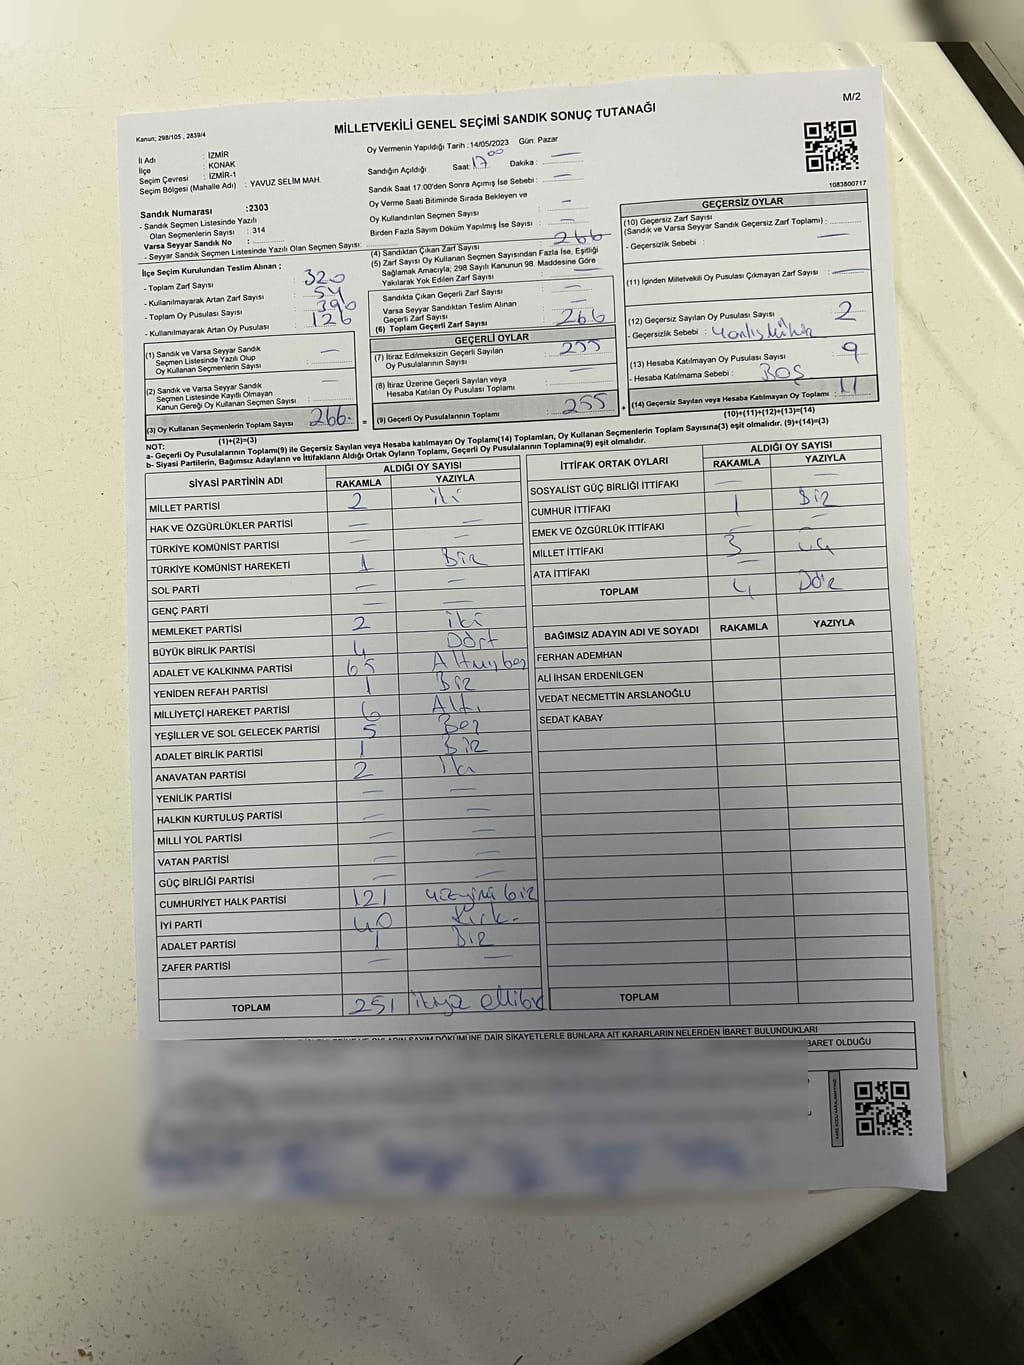 M/2
Kanun; 298/105 , 2839/4
MİLLETVEKİLİ GENEL SEÇİMİ SANDIK SONUÇ TUTANAĞI
İl Adı : İZMİR
İlçe : KONAK
Seçim Çevresi : İZMİR-1
Seçim Bölgesi (Mahalle Adı) : YAVUZ SELİM MAH.
Sandık Numarası :2303
- Sandık Seçmen Listesinde Yazılı
Olan Seçmenlerin Sayısı : 314
Varsa Seyyar Sandık No :
- Seyyar Sandık Seçmen Listesinde Yazılı Olan Seçmen Sayısı:
Oy Vermenin Yapıldığı Tarih : 14/05/2023 Gün: Pazar
Sandığın Açıldığı Saat: 17 00 Dakika : —
Sandık Saat 17.00'den Sonra Açımış İse Sebebi : —
Oy Verme Saati Bitiminde Sırada Bekleyen ve
Oy Kullandırılan Seçmen Sayısı : —
Birden Fazla Sayım Döküm Yapılmış İse Sayısı : —
1083800717
İlçe Seçim Kurulundan Teslim Alınan ;
- Toplam Zarf Sayısı : 320
- Kullanılmayarak Artan Zarf Sayısı : 54
- Toplam Oy Pusulası Sayısı : 390
- Kullanılmayarak Artan Oy Pusulası : 126
(1) Sandık ve Varsa Seyyar Sandık
Seçmen Listesinde Yazılı Olup
Oy Kullanan Seçmenlerin Sayısı : —
(2) Sandık ve Varsa Seyyar Sandık
Seçmen Listesinde Kayıtlı Olmayan
Kanun Gereği Oy Kullanan Seçmen Sayısı : —
(3) Oy Kullanan Seçmenlerin Toplam Sayısı : 266
(1)+(2)=(3)
(4) Sandıktan Çıkan Zarf Sayısı : 266
(5) Zarf Sayısı Oy Kullanan Seçmen Sayısından Fazla İse, Eşitliği
Sağlamak Amacıyla; 298 Sayılı Kanunun 98. Maddesine Göre
Yakılarak Yok Edilen Zarf Sayısı : —
Sandıkta Çıkan Geçerli Zarf Sayısı : —
Varsa Seyyar Sandıktan Teslim Alınan
Geçerli Zarf Sayısı : —
(6) Toplam Geçerli Zarf Sayısı : 266
GEÇERLİ OYLAR
(7) İtiraz Edilmeksizin Geçerli Sayılan
Oy Pusulalarının Sayısı : 255
(8) İtiraz Üzerine Geçerli Sayılan veya
Hesaba Katılan Oy Pusulası Toplamı : —
= (9) Geçerli Oy Pusulalarının Toplamı : 255 +
GEÇERSİZ OYLAR
(10) Geçersiz Zarf Sayısı
(Sandık ve Varsa Seyyar Sandık Geçersiz Zarf Toplamı) :
- Geçersizlik Sebebi : —
(11) İçinden Milletvekili Oy Pusulası Çıkmayan Zarf Sayısı : —
(12) Geçersiz Sayılan Oy Pusulası Sayısı : 2
- Geçersizlik Sebebi :
(13) Hesaba Katılmayan Oy Pusulası Sayısı : 9
- Hesaba Katılmama Sebebi : BOŞ
(14) Geçersiz Sayılan veya Hesaba Katılmayan Oy Toplamı : 11
(10)+(11)+(12)+(13)=(14)
NOT:
a- Geçerli Oy Pusulalarının Toplamı(9) ile Geçersiz Sayılan veya Hesaba katılmayan Oy Toplamı(14) Toplamları, Oy Kullanan Seçmenlerin Toplam Sayısına(3) eşit olmalıdır. (9)+(14)=(3)
b- Siyasi Partilerin, Bağımsız Adayların ve İttifakların Aldığı Ortak Oyların Toplamı, Geçerli Oy Pusulalarının Toplamına(9) eşit olmalıdır.
SİYASİ PARTİNİN ADI ALDIĞI OY SAYISI
RAKAMLA YAZIYLA
MİLLET PARTİSİ 2 iki
HAK VE ÖZGÜRLÜKLER PARTİSİ — —
TÜRKİYE KOMÜNİST PARTİSİ — —
TÜRKİYE KOMÜNİST HAREKETİ 1 Bir
SOL PARTİ — —
GENÇ PARTİ — —
MEMLEKET PARTİSİ 2 iki
BÜYÜK BİRLİK PARTİSİ 4 Dört
ADALET VE KALKINMA PARTİSİ 65 Altmışbeş
YENİDEN REFAH PARTİSİ 1 Bir
MİLLİYETÇİ HAREKET PARTİSİ 6 Altı
YEŞİLLER VE SOL GELECEK PARTİSİ 5 Beş
ADALET BİRLİK PARTİSİ 1 Bir
ANAVATAN PARTİSİ 2 iki
YENİLİK PARTİSİ — —
HALKIN KURTULUŞ PARTİSİ — —
MİLLİ YOL PARTİSİ — —
VATAN PARTİSİ — —
GÜÇ BİRLİĞİ PARTİSİ — —
CUMHURİYET HALK PARTİSİ 121 yüzyirmi bir
İYİ PARTİ 40 Kırk
ADALET PARTİSİ 1 Bir
ZAFER PARTİSİ — —
TOPLAM 251
İTTİFAK ORTAK OYLARI ALDIĞI OY SAYISI
RAKAMLA YAZIYLA
SOSYALİST GÜÇ BİRLİĞİ İTTİFAKI — —
CUMHUR İTTİFAKI 1 Bir
EMEK VE ÖZGÜRLÜK İTTİFAKI — —
MİLLET İTTİFAKI 3 üç
ATA İTTİFAKI —
TOPLAM 4 Dört
BAĞIMSIZ ADAYIN ADI VE SOYADI RAKAMLA YAZIYLA
FERHAN ADEMHAN
ALİ İHSAN ERDENİLGEN
VEDAT NECMETTİN ARSLANOĞLU
SEDAT KABAY
TOPLAM
SAYIM DÖKÜMÜNE DAİR ŞİKAYETLERLE BUNLARA AİT KARARLARIN NELERDEN İBARET BULUNDUKLARI
BARET OLDUĞU